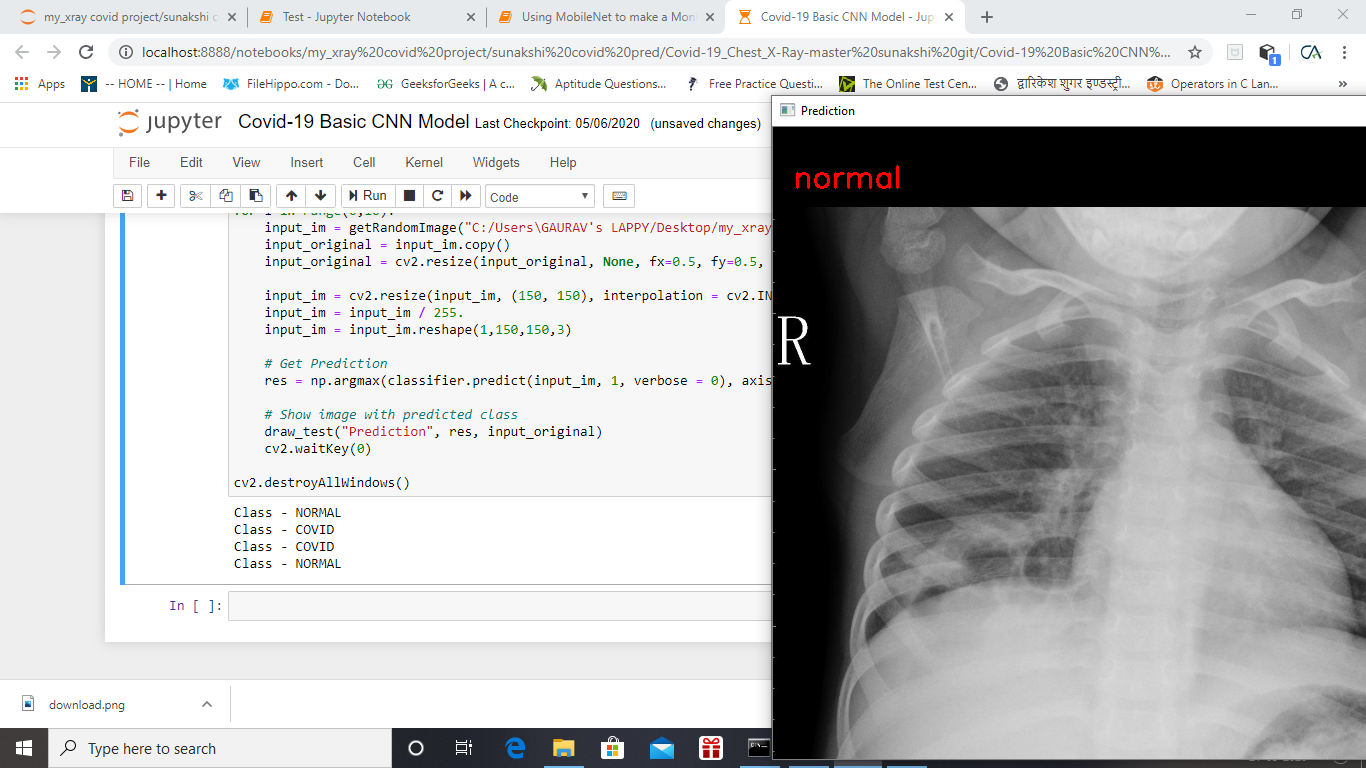 my_xray covid project/sunakshi c
Test - Jupyter Notebook
Using MobileNet to make a Mon
Covid-19 Basic CNN Model - Jup
localhost:8888/notebooks/my_xray%20covid%20project/sunakshi%20covid%20pred/Covid-19_Chest_X-Ray-master%20sunakshi%20git/Covid-19%20Basic%20CNN%...
CA
1
Apps
-- HOME -- | Home
FileHippo.com - Do...
GeeksforGeeks | A c...
Aptitude Questions...
Free Practice Questi...
The Online Test Cen...
द्वारिकेश शुगर इण्डस्ट्री...
Operators in C Lan...
»
jupyter Covid-19 Basic CNN Model Last Checkpoint: 05/06/2020 (unsaved changes)
File Edit View Insert Cell Kernel Widgets Help
Run Code
for i in range(0,10):
input_im = getRandomImage("C:/Users\GAURAV's LAPPY/Desktop/my_xray
input_original = input_im.copy()
input_original = cv2.resize(input_original, None, fx=0.5, fy=0.5,
input_im = cv2.resize(input_im, (150, 150), interpolation = cv2.IN
input_im = input_im / 255.
input_im = input_im.reshape(1,150,150,3)
# Get Prediction
res = np.argmax(classifier.predict(input_im, 1, verbose = 0), axis
# Show image with predicted class
draw_test("Prediction", res, input_original)
cv2.waitKey(0)
cv2.destroyAllWindows()
Class - NORMAL
Class - COVID
Class - COVID
Class - NORMAL
In [ ]:
Prediction
normal
R
download.png
Type here to search